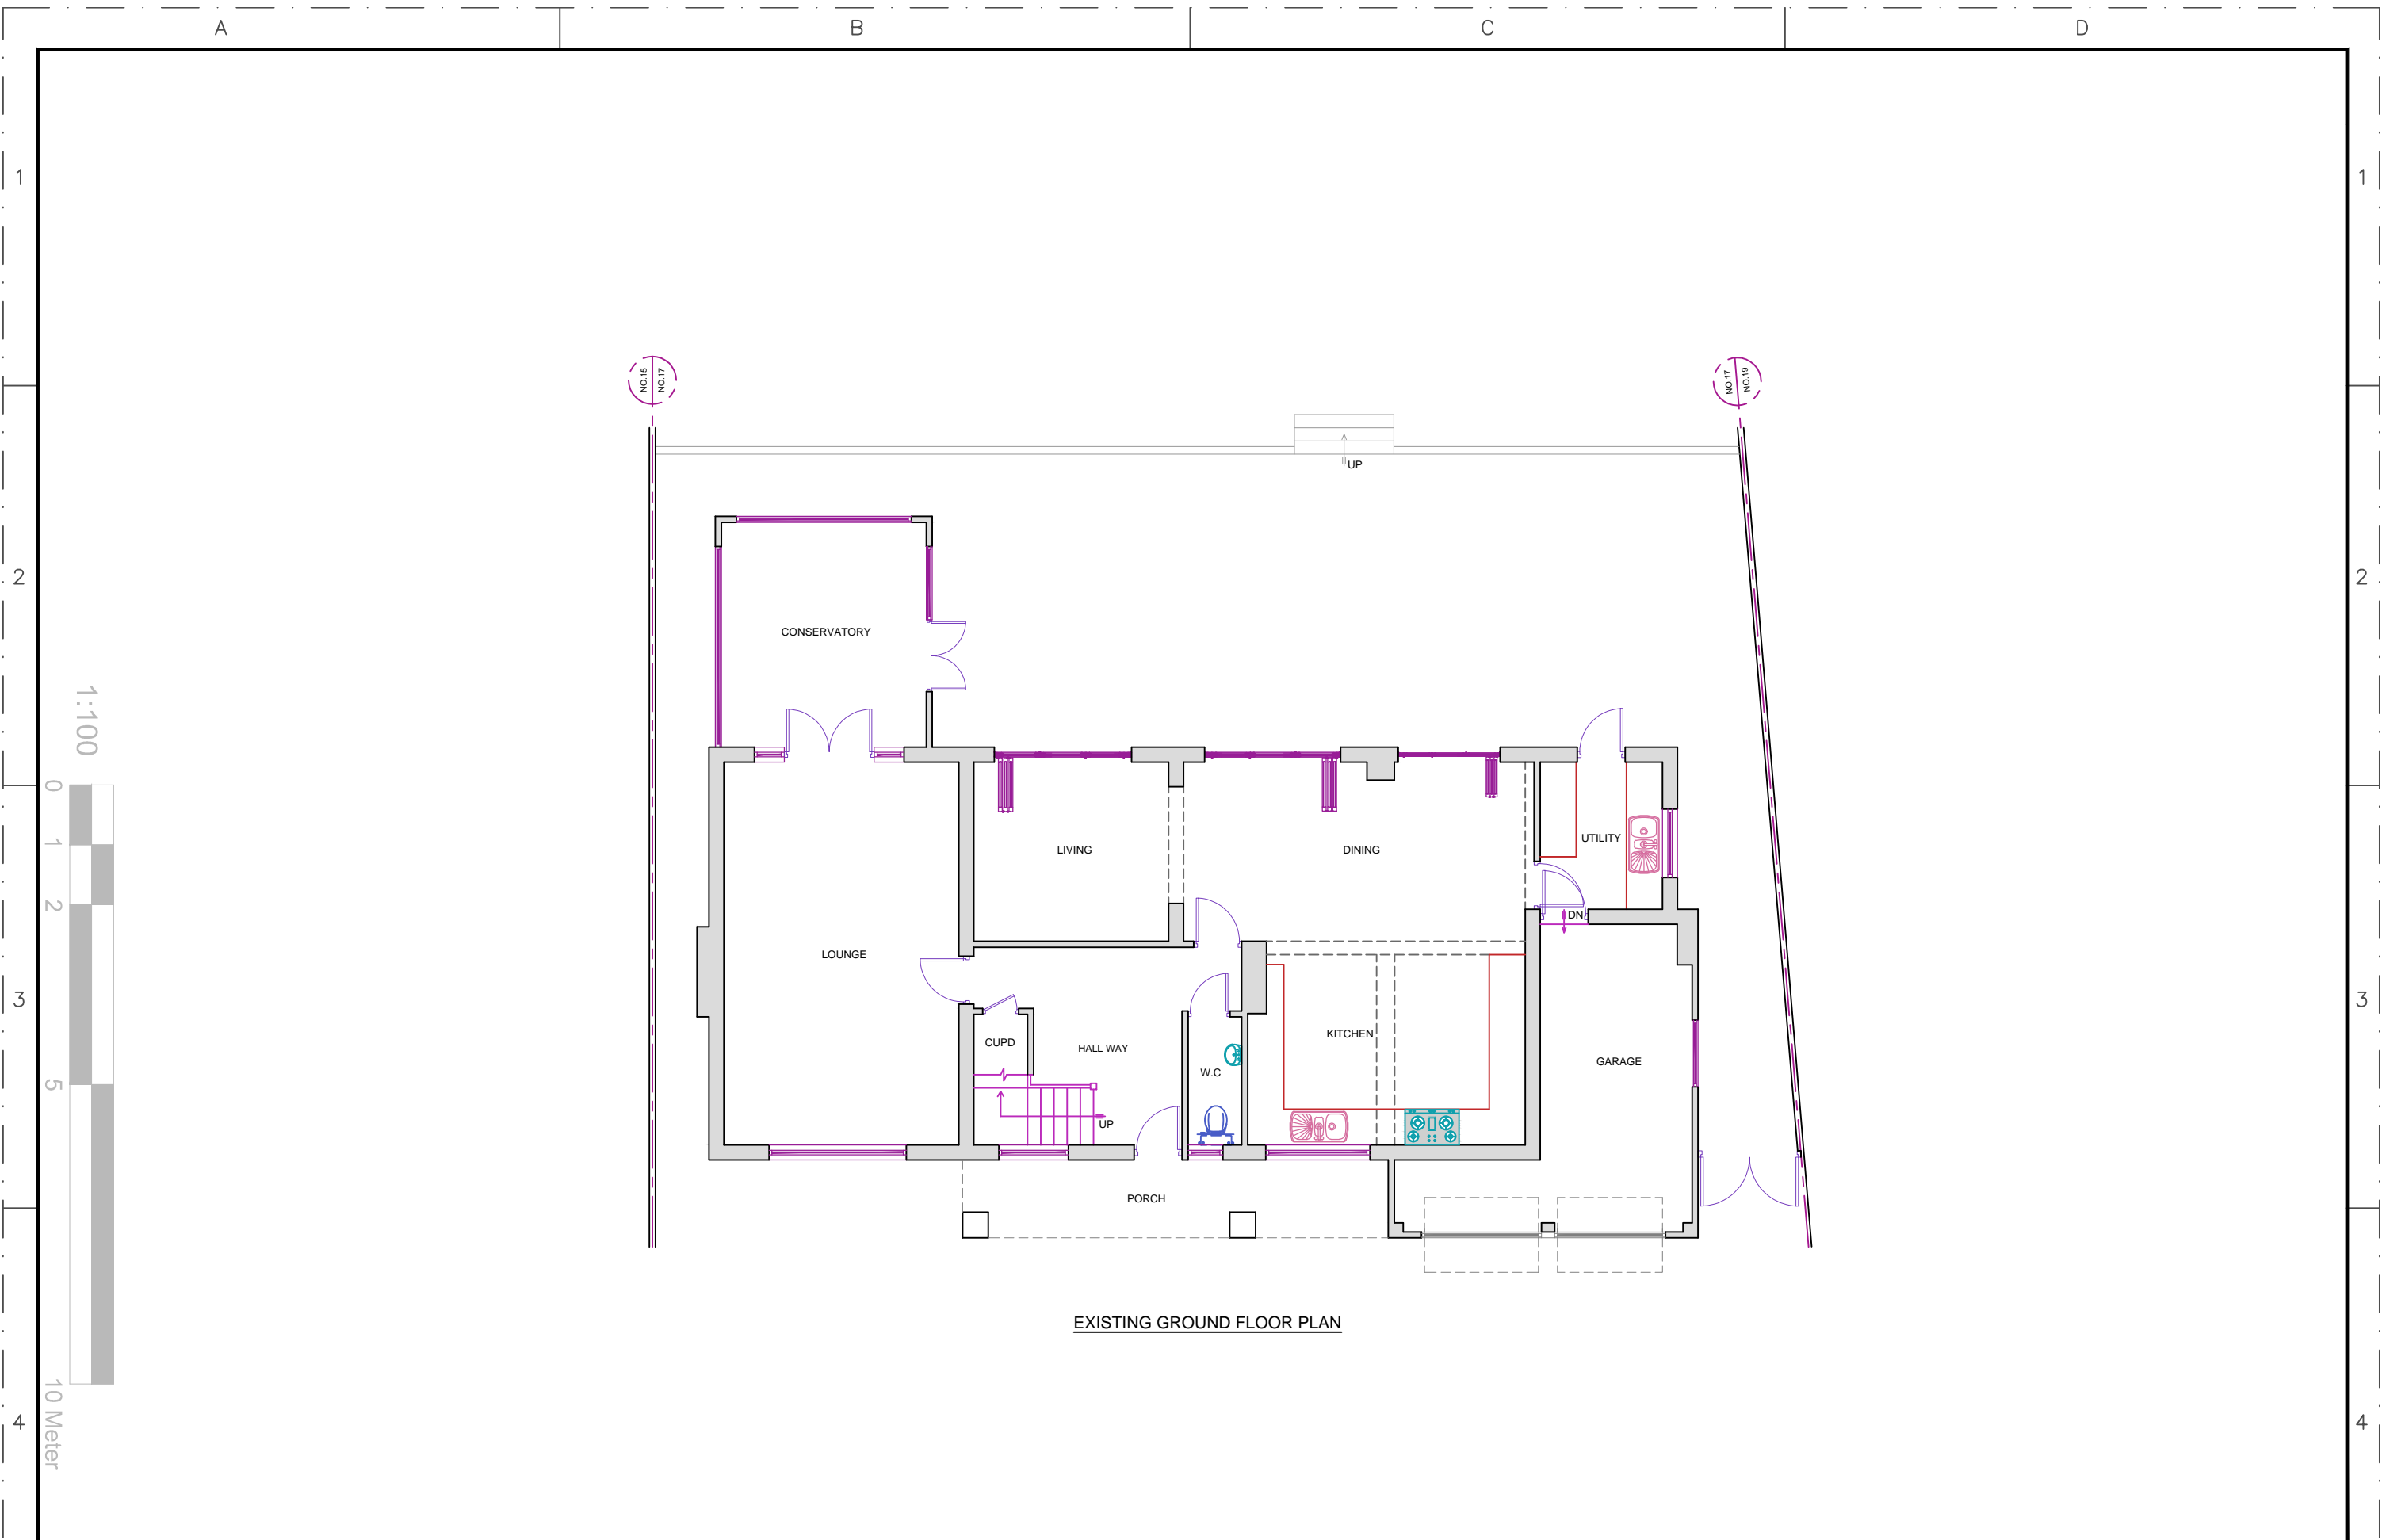 A
B
C
D
1
1
NO.15
NO.17
NO.17
NO.19
UP
2
2
CONSERVATORY
1:100
0
1
2
5
10 Meter
LIVING
DINING
UTILITY
DN
LOUNGE
3
3
CUPD
HALL WAY
KITCHEN
W.C
GARAGE
UP
PORCH
EXISTING GROUND FLOOR PLAN
4
4